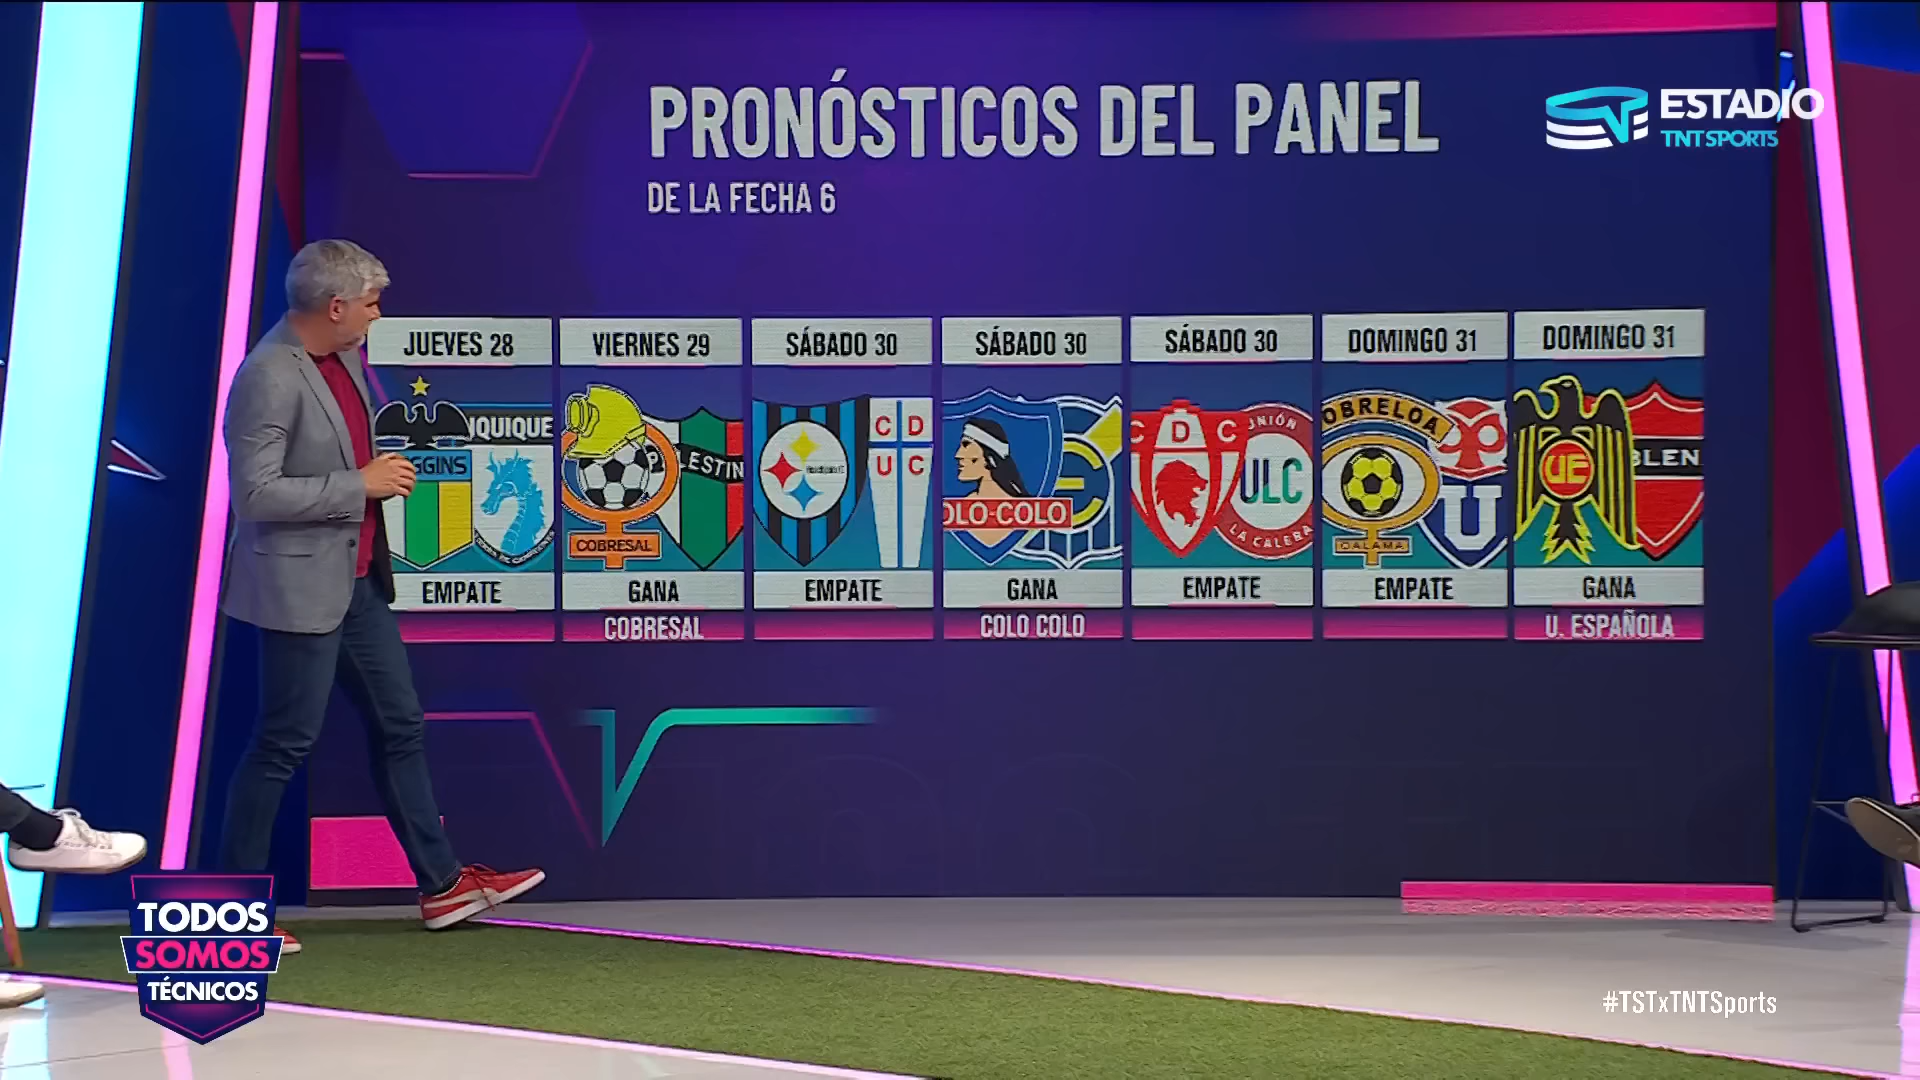 PRONÓSTICOS DEL PANEL
DE LA FECHA 6
ESTADIO
TNT SPORTS
JUEVES 28
VIERNES 29
SÁBADO 30
SÁBADO 30
SÁBADO 30
DOMINGO 31
DOMINGO 31
GGINS
IQUIQUE
COBRESAL
P LESTIN
Huachipato
C D
U C
OLO-COLO
C D C
UNIÓN
ULC
LA CALERA
OBRELOA
CALAMA
U
UE
BLEN
EMPATE
GANA
COBRESAL
EMPATE
GANA
COLO COLO
EMPATE
EMPATE
GANA
U. ESPAÑOLA
TODOS
SOMOS
TÉCNICOS
#TSTxTNTSports